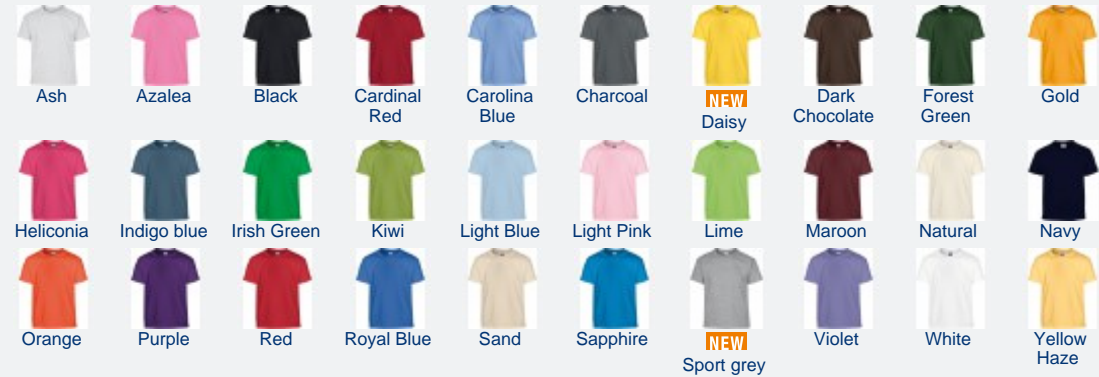 Ash
Azalea
Black
Cardinal
Red
Carolina
Blue
Charcoal
NEW
Daisy
Dark
Chocolate
Forest
Green
Gold
Heliconia
Indigo blue
Irish Green
Kiwi
Light Blue
Light Pink
Lime
Maroon
Natural
Navy
Orange
Purple
Red
Royal Blue
Sand
Sapphire
NEW
Sport grey
Violet
White
Yellow
Haze